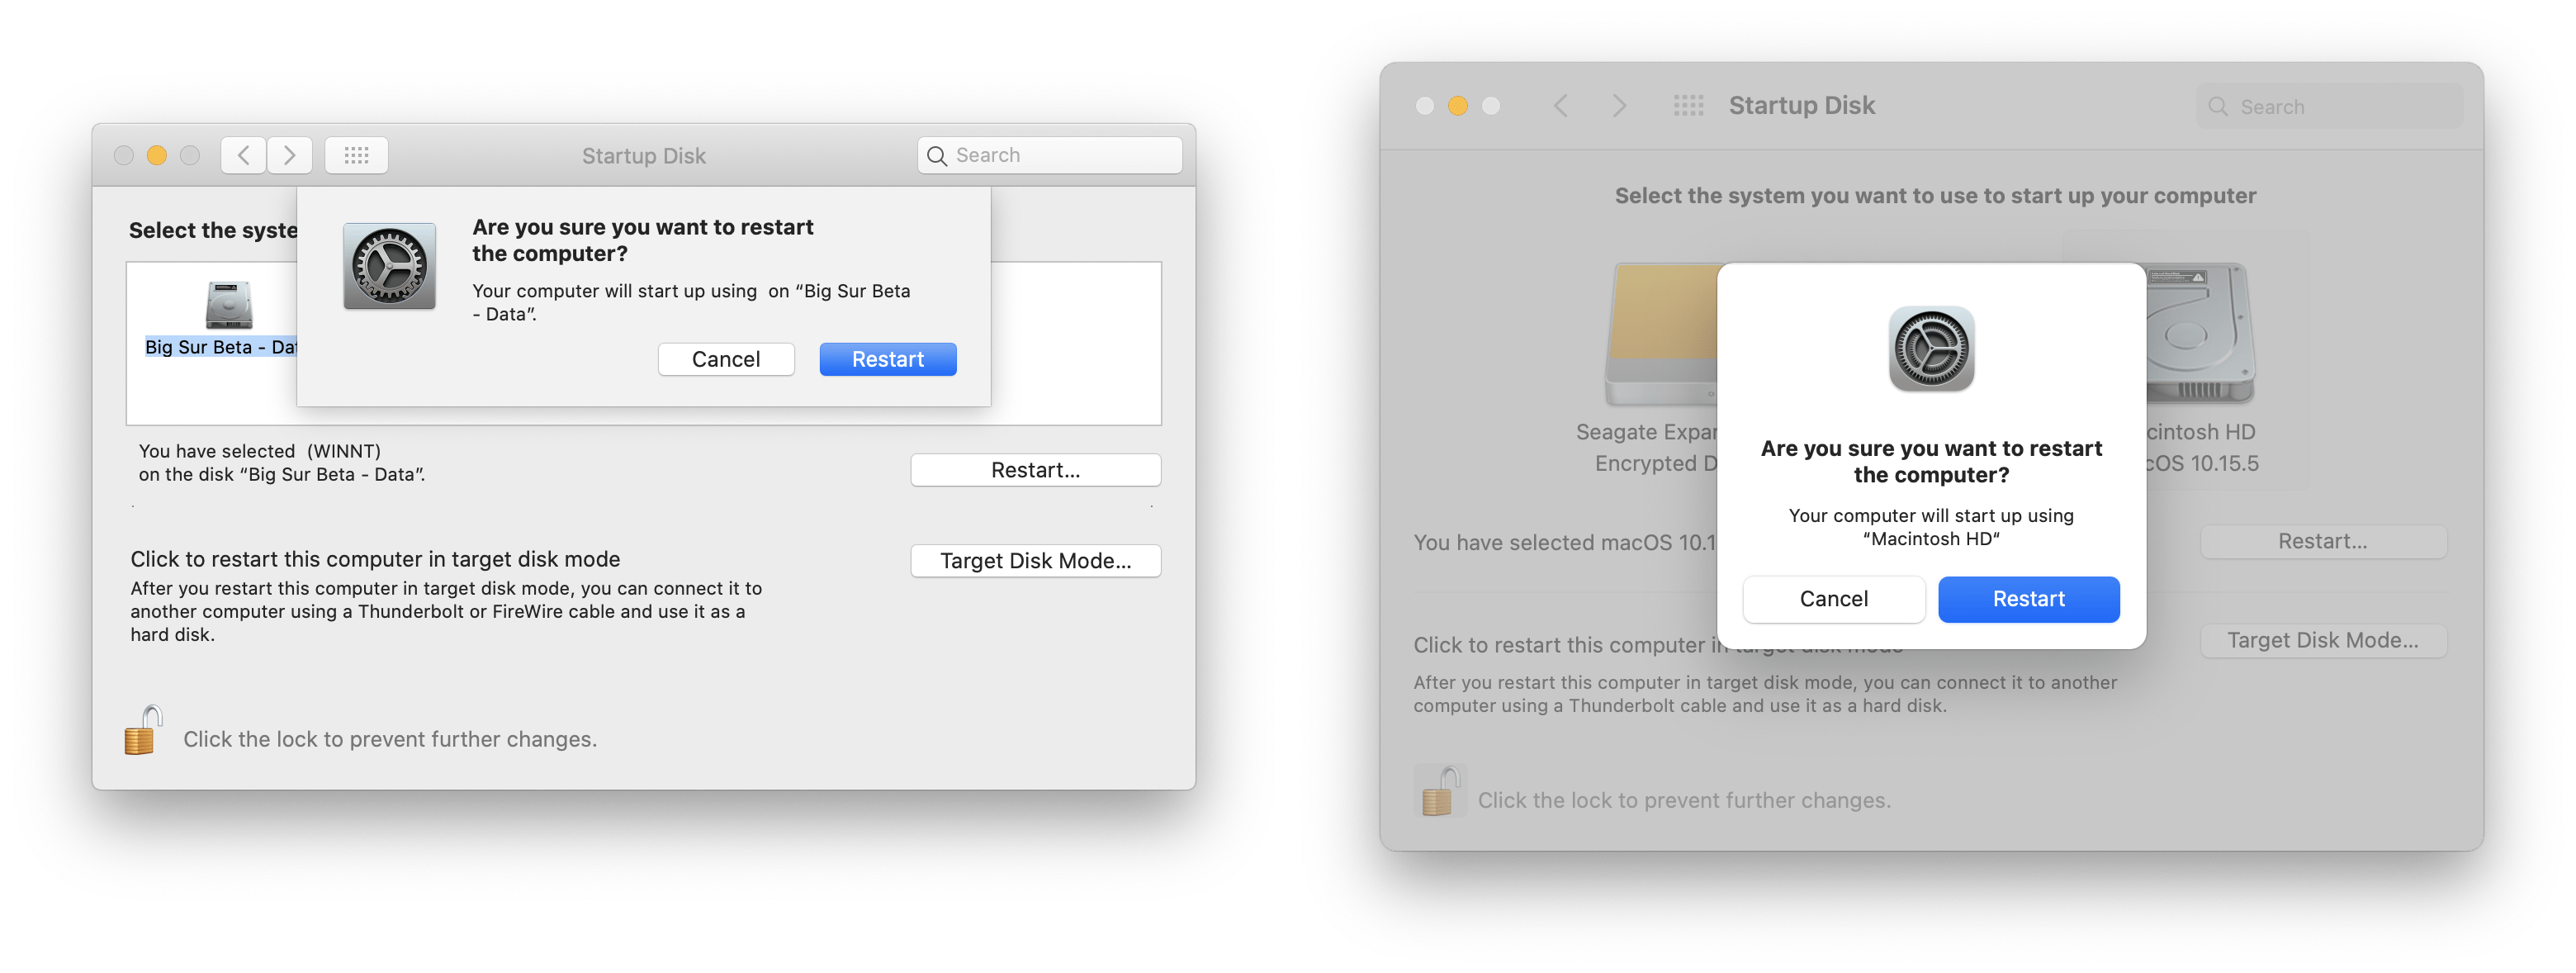 Startup Disk
Search
Select the syste
Are you sure you want to restart
the computer?
Your computer will start up using  on “Big Sur Beta
- Data”.
Cancel
Restart
Big Sur Beta - Dat
You have selected  (WINNT)
on the disk “Big Sur Beta - Data”.
Restart...
Click to restart this computer in target disk mode
After you restart this computer in target disk mode, you can connect it to
another computer using a Thunderbolt or FireWire cable and use it as a
hard disk.
Target Disk Mode...
Click the lock to prevent further changes.
Startup Disk
Search
Select the system you want to use to start up your computer
Seagate Expan
Encrypted D
cintosh HD
cOS 10.15.5
Are you sure you want to restart
the computer?
Your computer will start up using
“Macintosh HD“
Cancel
Restart
You have selected macOS 10.1
Restart...
Click to restart this computer in target disk mode
Target Disk Mode...
After you restart this computer in target disk mode, you can connect it to another
computer using a Thunderbolt cable and use it as a hard disk.
Click the lock to prevent further changes.